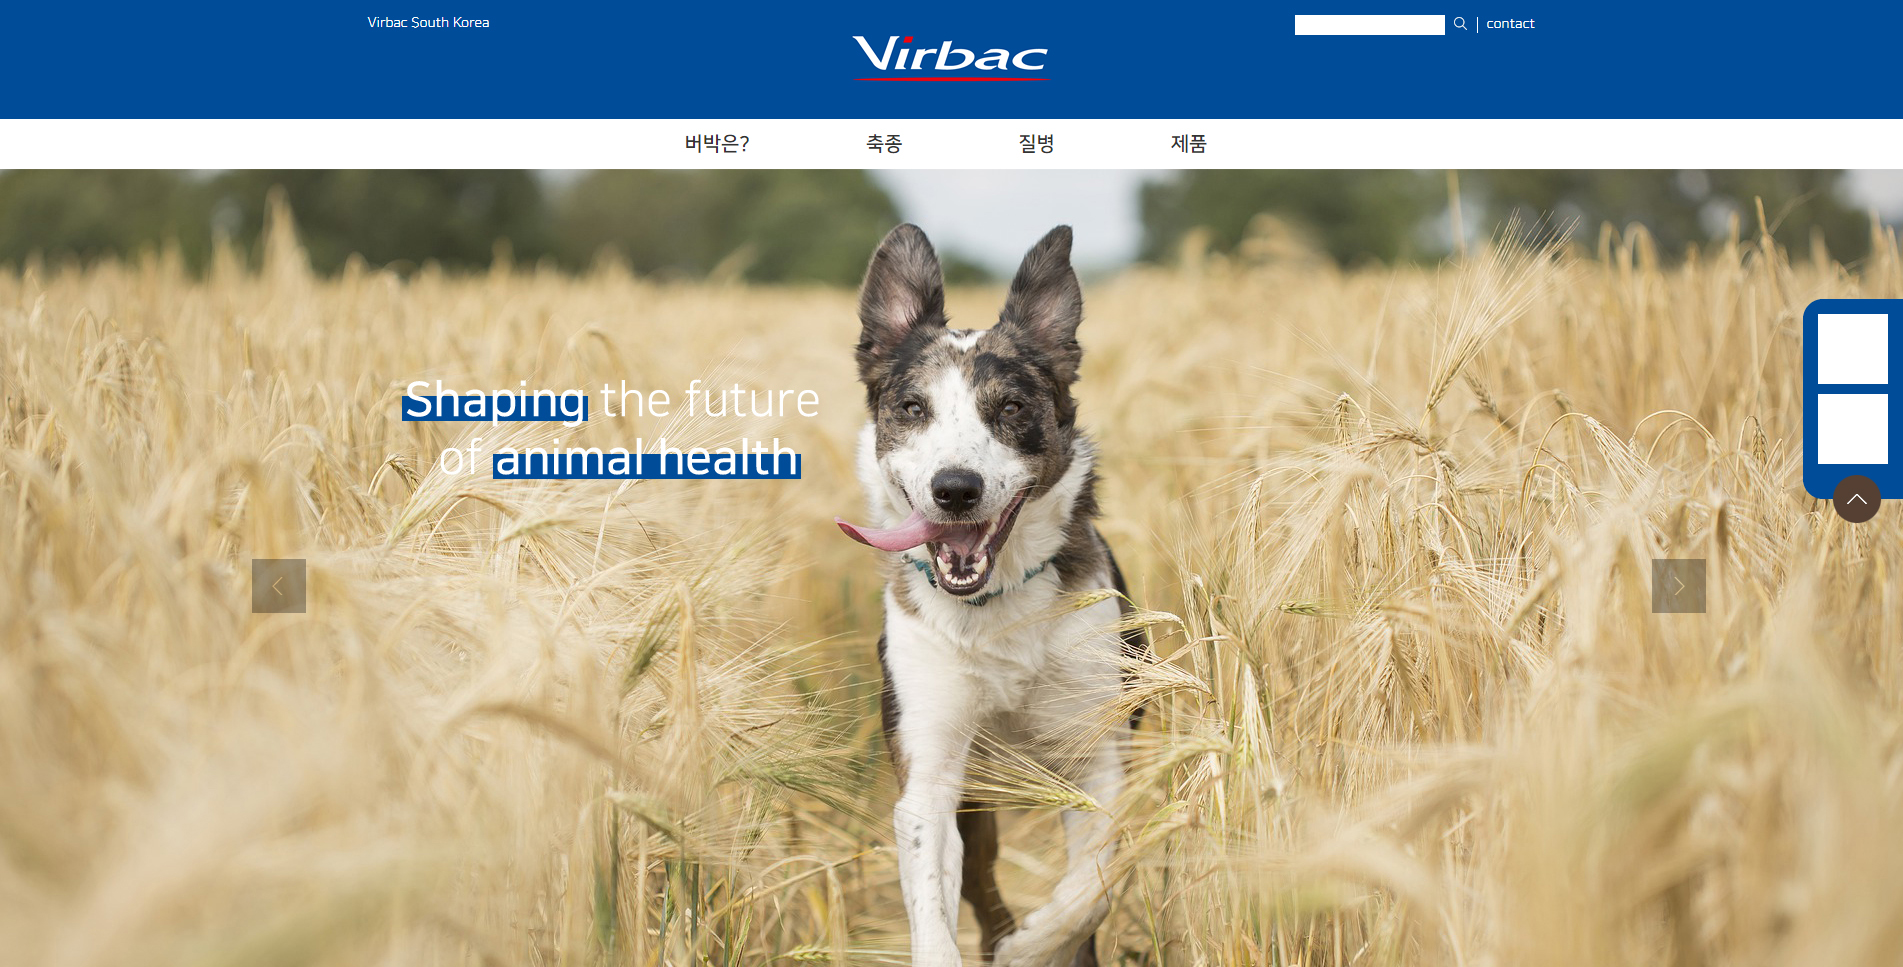 Virbac South Korea
contact
Virbac
버박은?
축종
질병
제품
Shaping the future
of animal health